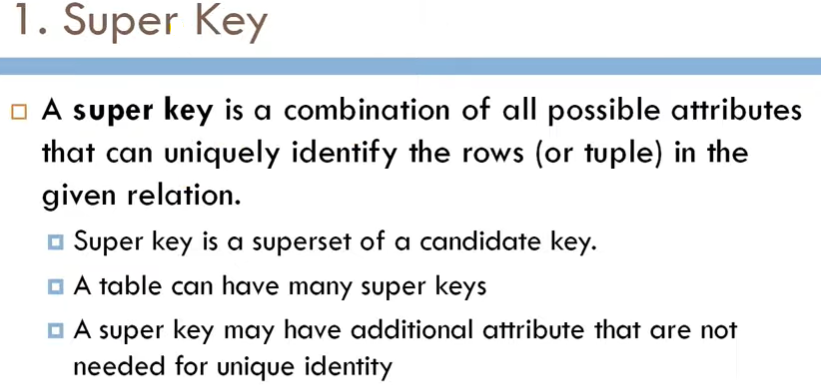 1. Super Key
A super key is a combination of all possible attributes
that can uniquely identify the rows (or tuple) in the
given relation.
Super key is a superset of a candidate key.
A table can have many super keys
A super key may have additional attribute that are not
needed for unique identity